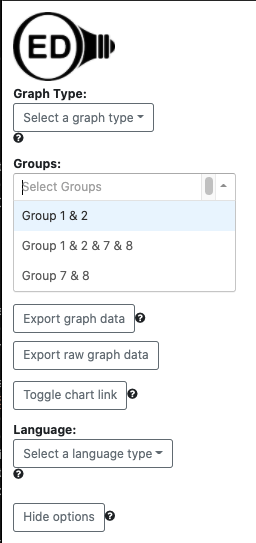 ED
Graph Type:
Select a graph type
Groups:
Select Groups
Group 1 & 2
Group 1 & 2 & 7 & 8
Group 7 & 8
Export graph data
Export raw graph data
Toggle chart link
Language:
Select a language type
Hide options